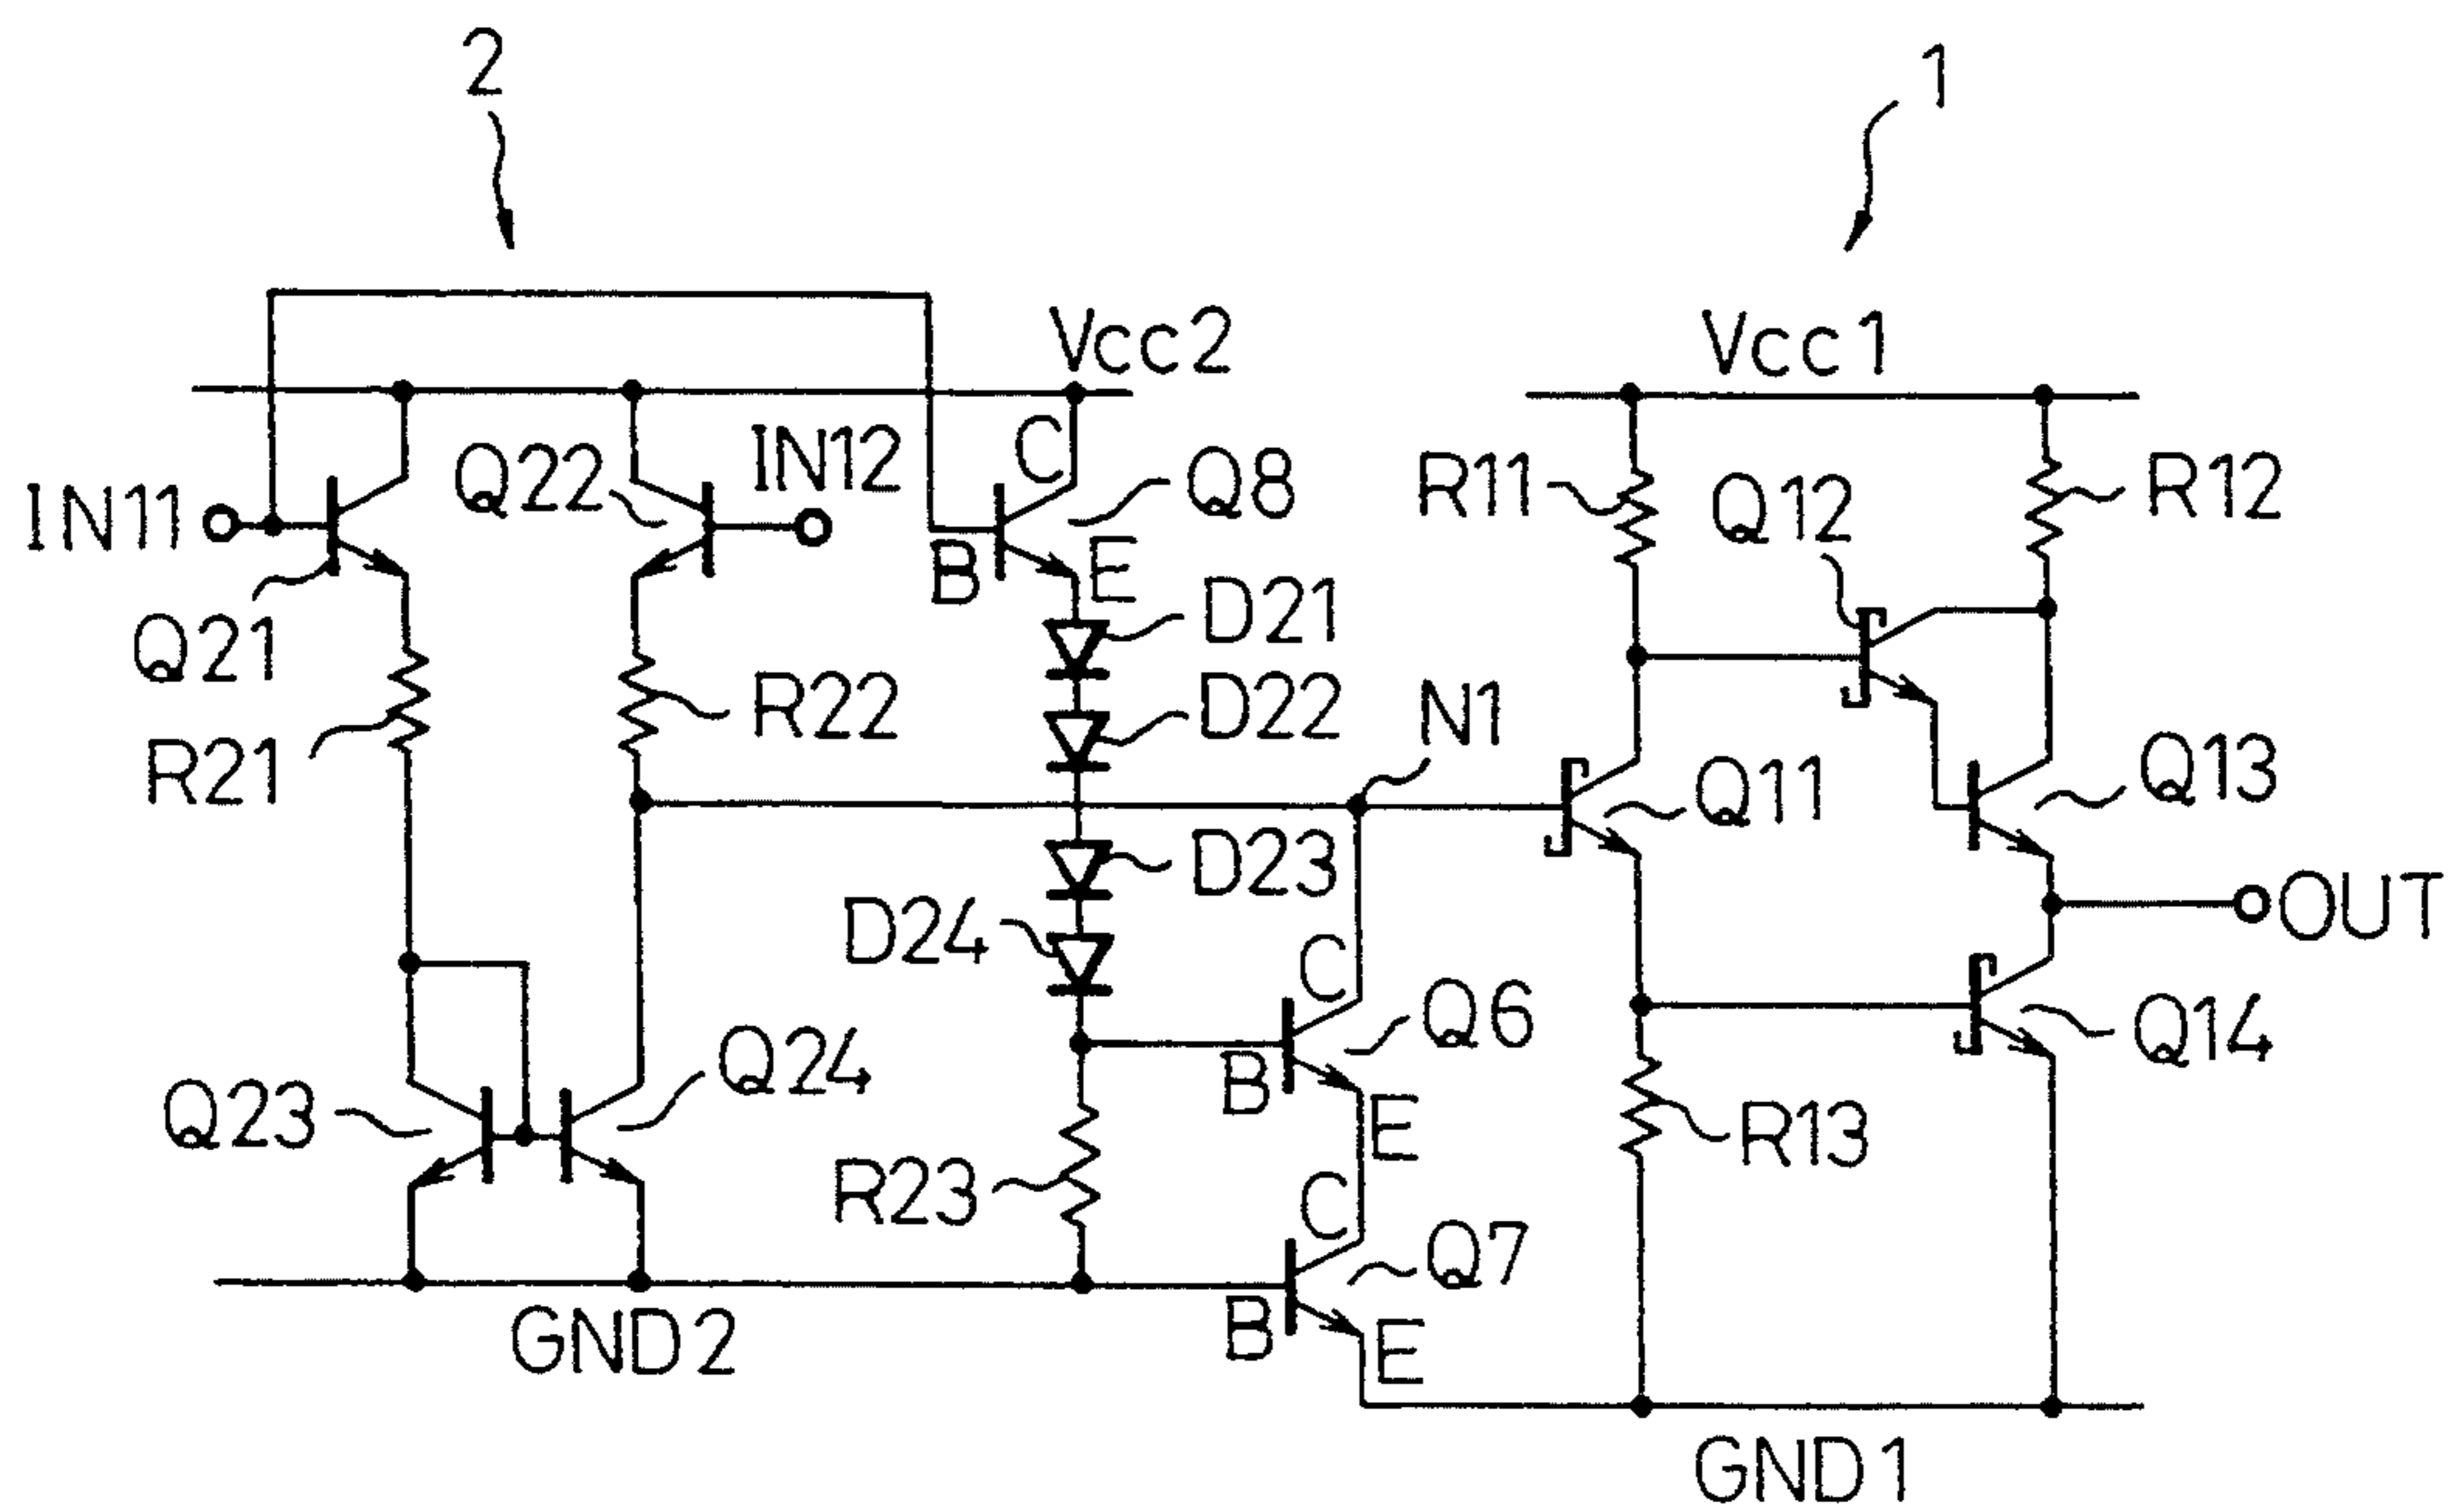 2
1
Vcc2
Vcc1
IN11
Q22
IN12
C
Q8
R11
Q12
R12
B
E
D21
Q21
R22
D22
N1
R21
Q11
Q13
D23
D24
OUT
C
Q6
Q14
Q23
Q24
B
E
R13
R23
C
Q7
GND2
B
E
GND1